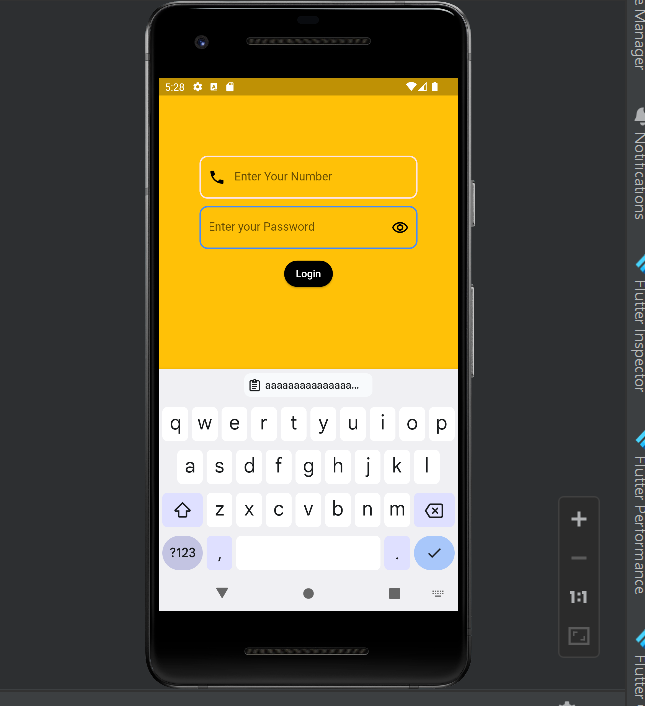 5:28
Enter Your Number
Enter your Password
Login
aaaaaaaaaaaaaaa...
q w e r t y u i o p
a s d f g h j k l
z x c v b n m
?123 , .
1:1
e Manager
Notifications
Flutter Inspector
Flutter Performance
Flutter